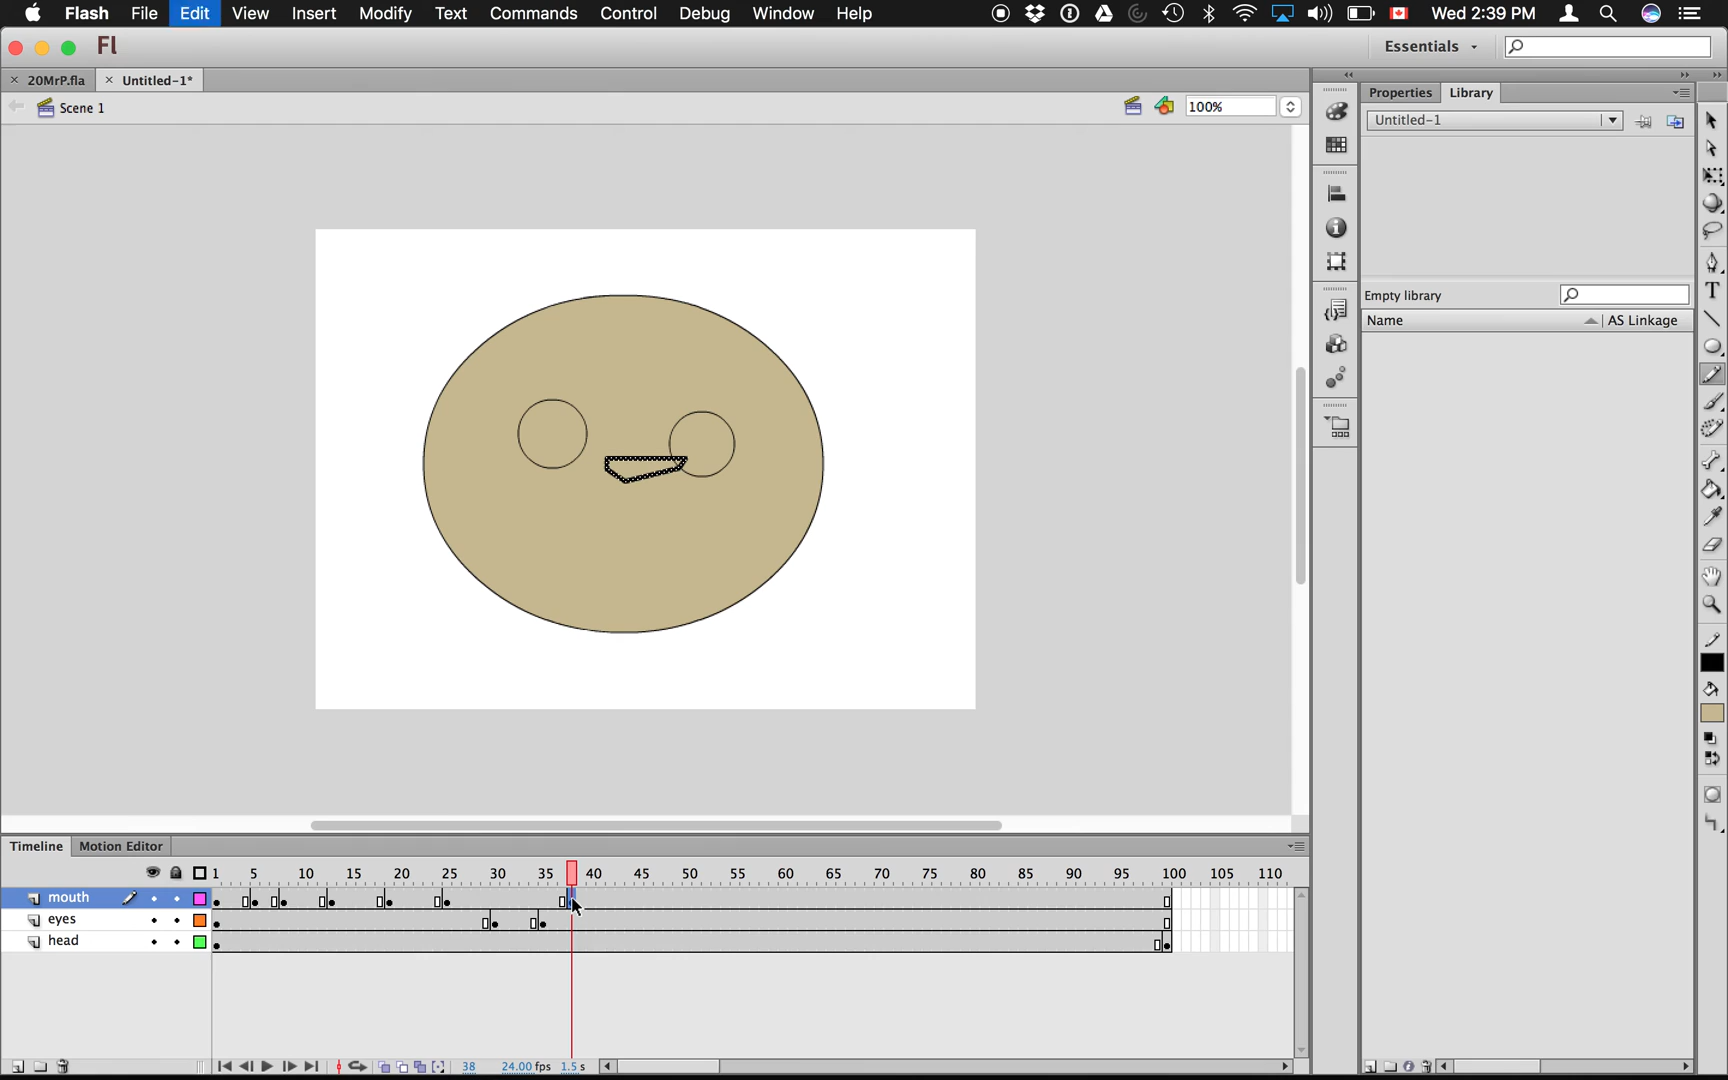 Flash File Edit View Insert Modify Text Commands Control Debug Window Help Wed 2:39 PM
Fl Essentials
20MrP.fla Untitled-1*
Properties Library
Scene 1 100%
Untitled-1
Empty library
Name AS Linkage
Timeline Motion Editor
1 5 10 15 20 25 30 35 40 45 50 55 60 65 70 75 80 85 90 95 100 105 110
mouth
eyes
head
38 24.00 fps 1.5 s